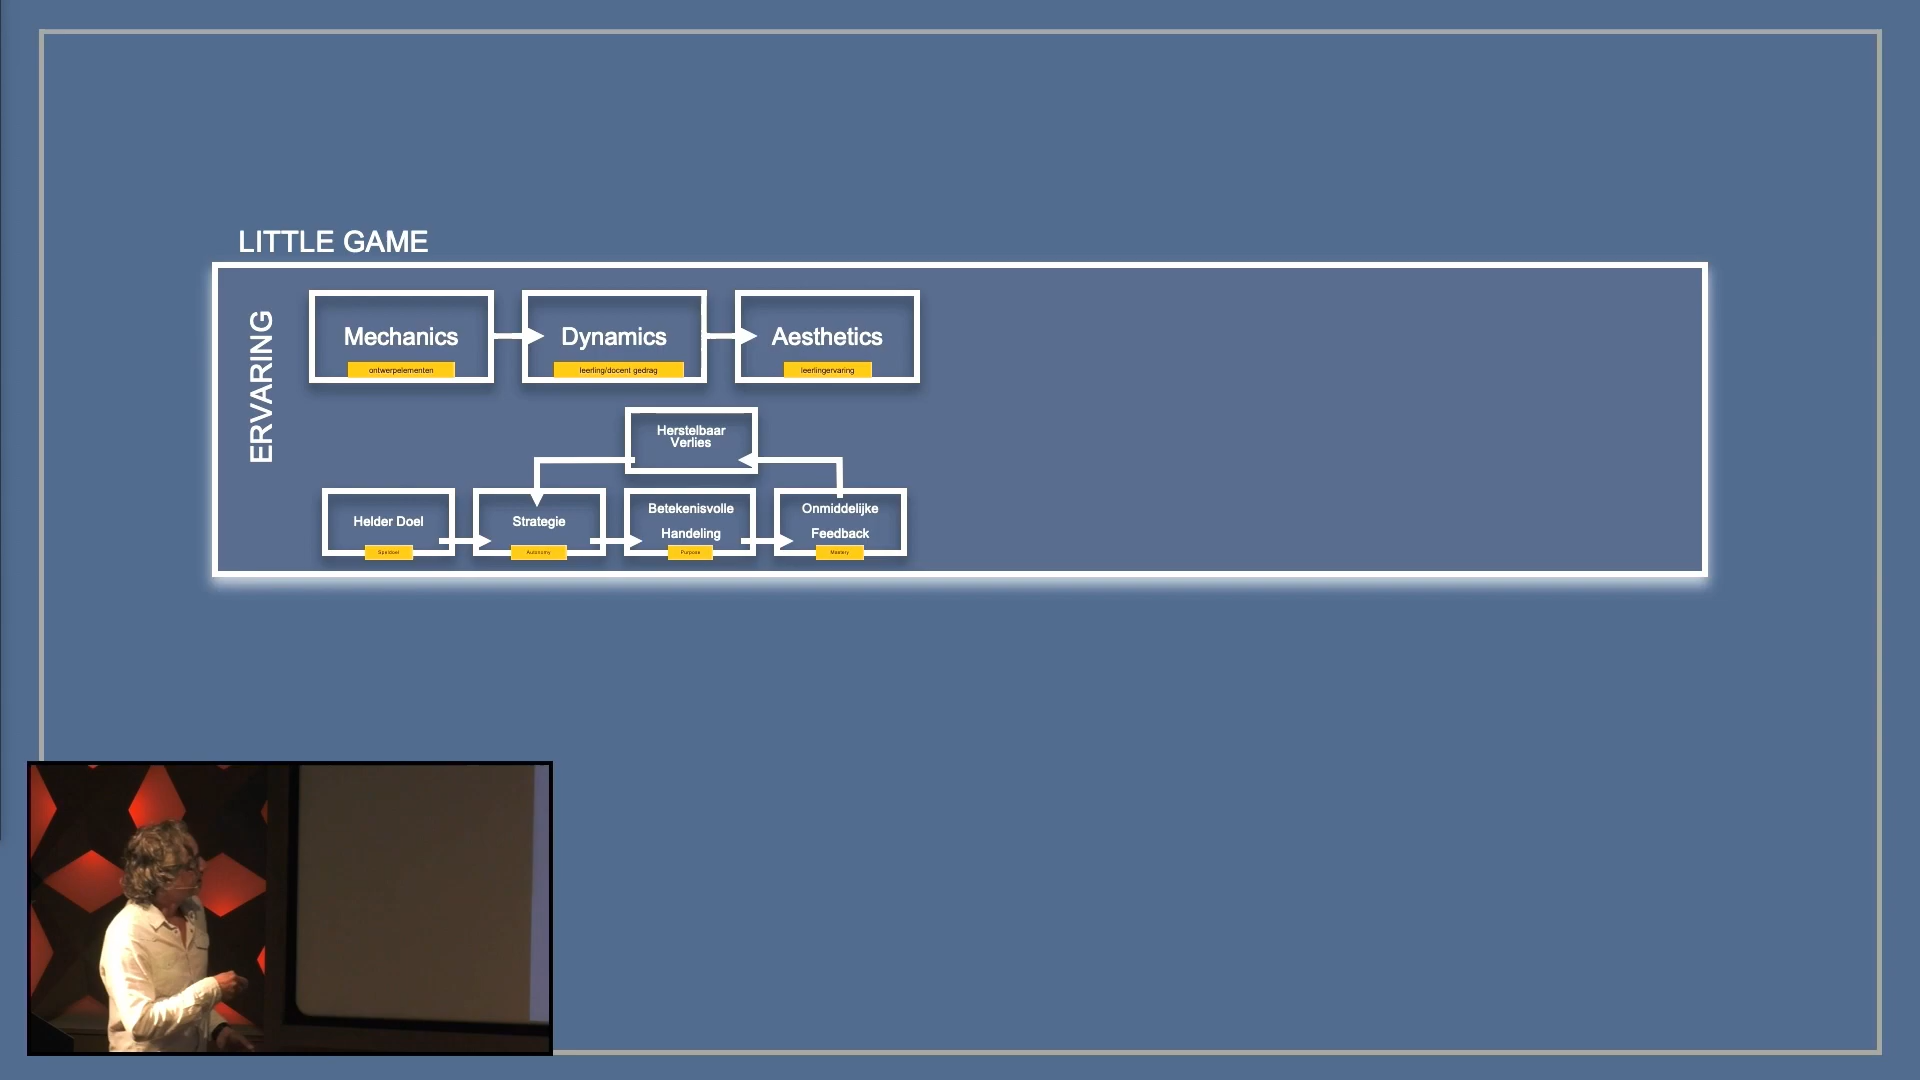 LITTLE GAME
ERVARING
Mechanics
ontwerpelementen
Dynamics
leerling/docent gedrag
Aesthetics
leerlingervaring
Herstelbaar
Verlies
Helder Doel
Speldoel
Strategie
Autonomy
Betekenisvolle
Handeling
Purpose
Onmiddelijke
Feedback
Mastery